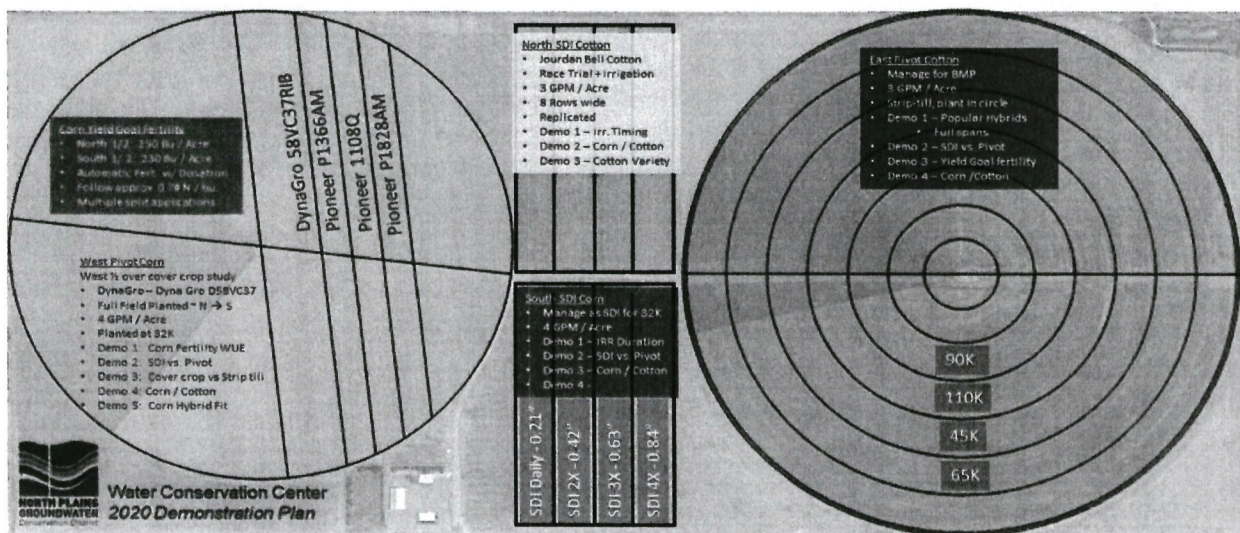 Corn Yield Goal Fertility
• North 1/2 250 Bu / Acre
• South 1/2 230 Bu / Acre
• Automatic Fert. w/
• Follow approx.
• Multiple split applications
DynaGro 58VC37RIB
Pioneer P1366AM
Pioneer 1108Q
Pioneer P1828AM
West Pivot Corn
West ½ over cover crop study
• DynaGro – Dyna Gro D58VC37
• Full Field Planted ~ N → S
• 4 GPM / Acre
• Planted at 32K
• Demo 1: Corn Fertility WUE
• Demo 2: SDI vs. Pivot
• Demo 3: Cover crop vs Strip till
• Demo 4: Corn / Cotton
• Demo 5: Corn Hybrid Fit
NORTH PLAINS
GROUNDWATER
Conservation District
Water Conservation Center
2020 Demonstration Plan
North SDI Cotton
• Jourdan Bell Cotton
• Race Trial + Irrigation
• 3 GPM / Acre
• 8 Rows wide
• Replicated
• Demo 1 – Irr. Timing
• Demo 2 – Corn / Cotton
• Demo 3 – Cotton Variety
South - SDI Corn
• Manage as SDI for 32K
• 4 GPM / Acre
• Demo 1 – IRR Duration
• Demo 2 – SDI vs Pivot
• Demo 3 – Corn / Cotton
• Demo 4 -
SDI Daily - 0.21"
SDI 2X - 0.42"
SDI 3X - 0.63"
SDI 4X - 0.84"
East Pivot Cotton
• Manage for BMP
• 3 GPM / Acre
• Strip-till, plant in circle
• Demo 1 – Popular Hybrids
• Full spans
• Demo 2 – SDI vs. Pivot
• Demo 3 – Yield Goal fertility
• Demo 4 – Corn / Cotton
90K
110K
45K
65K